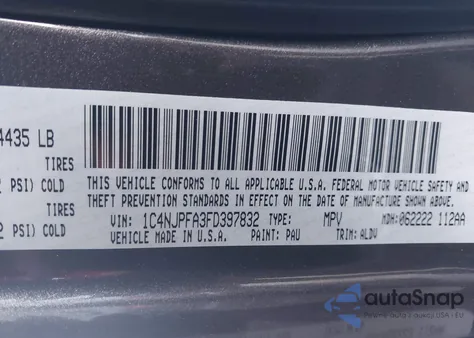 4435 LB
TIRES
PSI) COLD
TIRES
PSI) COLD
THIS VEHICLE CONFORMS TO ALL APPLICABLE U.S.A. FEDERAL MOTOR VEHICLE SAFETY AND
THEFT PREVENTION STANDARDS IN EFFECT ON THE DATE OF MANUFACTURE SHOWN ABOVE.
VIN: 1C4NJPFA3FD397832 TYPE: MPV MDH: 062222 112AA
VEHICLE MADE IN U.S.A. PAINT: PAU TRIM: ALDV
autoSnap